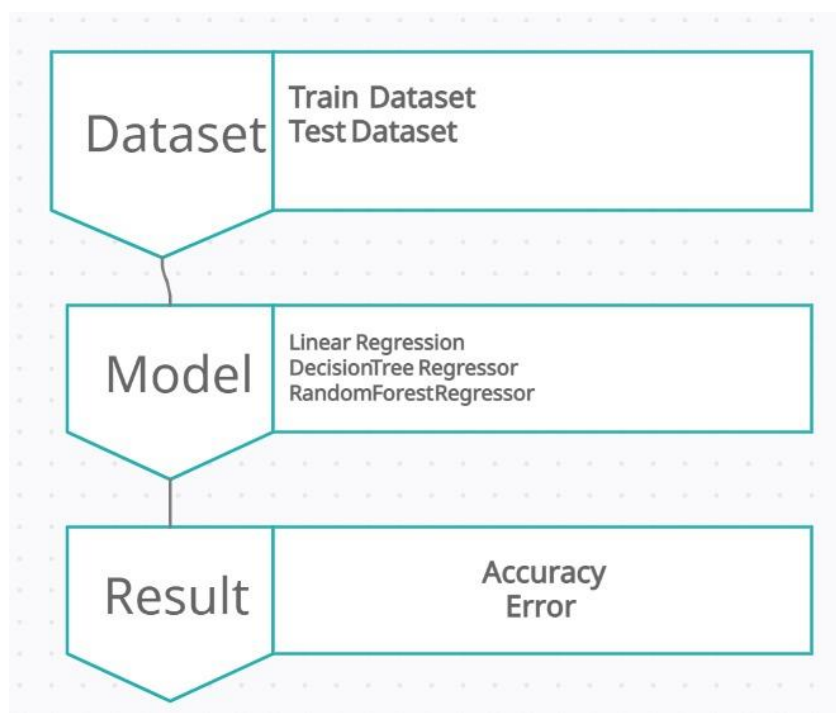 Dataset
Train Dataset
Test Dataset
Model
Linear Regression
DecisionTree Regressor
RandomForestRegressor
Result
Accuracy
Error